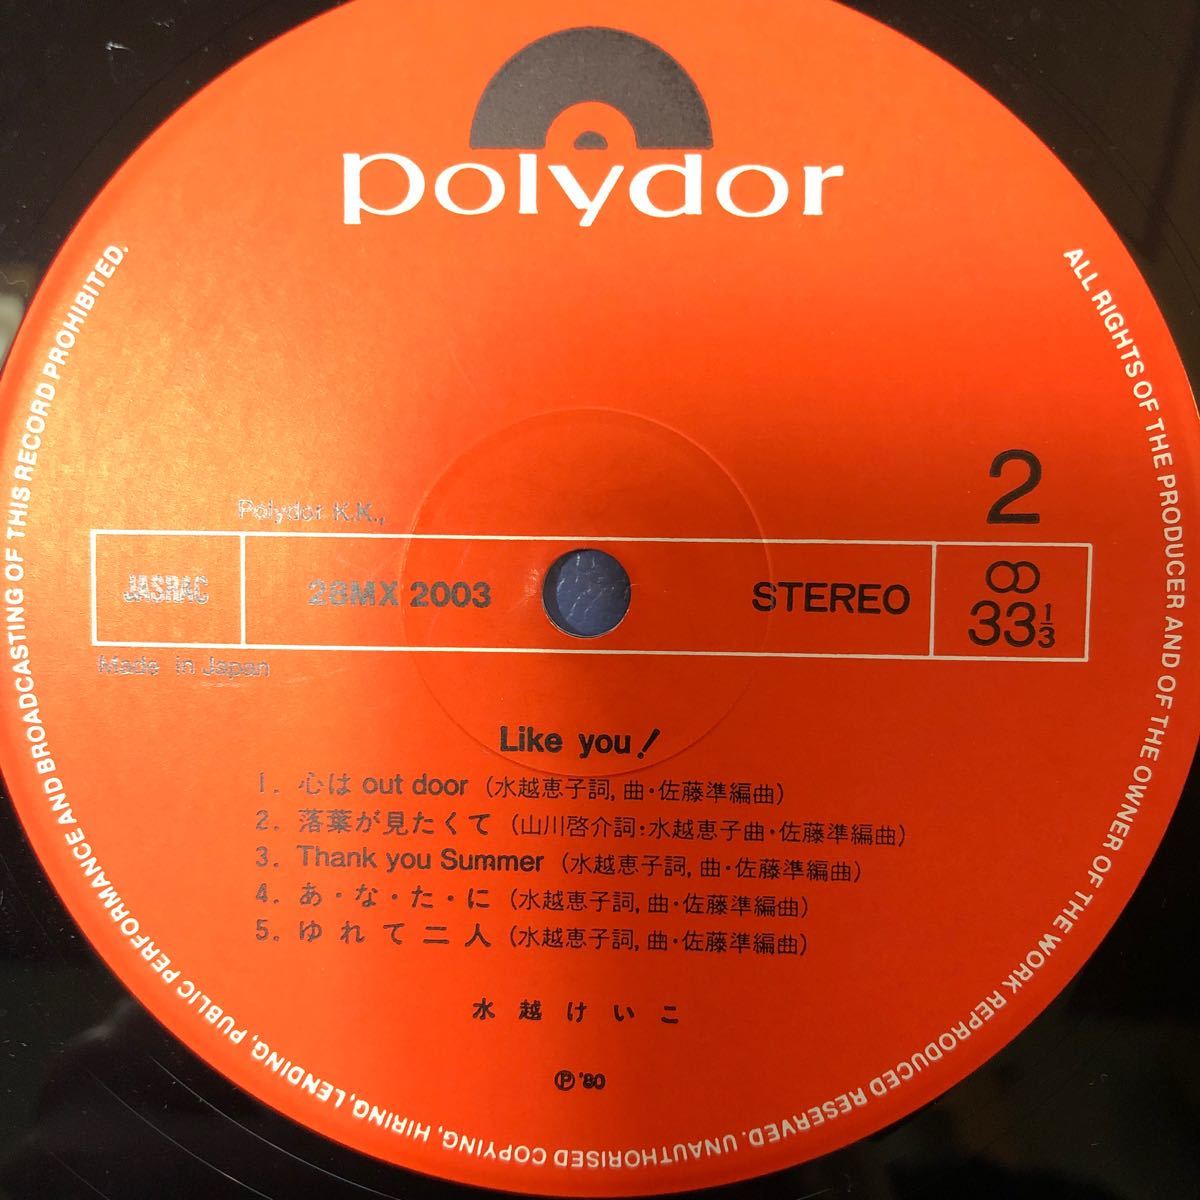 polydor
ALL RIGHTS OF THE PRODUCER AND OF THE OWNER OF THE WORK REPRODUCED RESERVED. UNAUTHORISED COPYING, HIRING, LENDING, PUBLIC PERFORMANCE AND BROADCASTING OF THIS RECORD PROHIBITED.
2
Polydor K.K.,
JASRAC
28MX 2003
STEREO
33 1/3
Made in Japan
Like you!
1. 心は out door (水越恵子詞, 曲・佐藤準編曲)
2. 落葉が見たくて (山川啓介詞:水越恵子曲・佐藤準編曲)
3. Thank you Summer (水越恵子詞, 曲・佐藤準編曲)
4. あ・な・た・に (水越恵子詞, 曲・佐藤準編曲)
5. ゆれて二人 (水越恵子詞, 曲・佐藤準編曲)
水越けいこ
Ⓟ '80